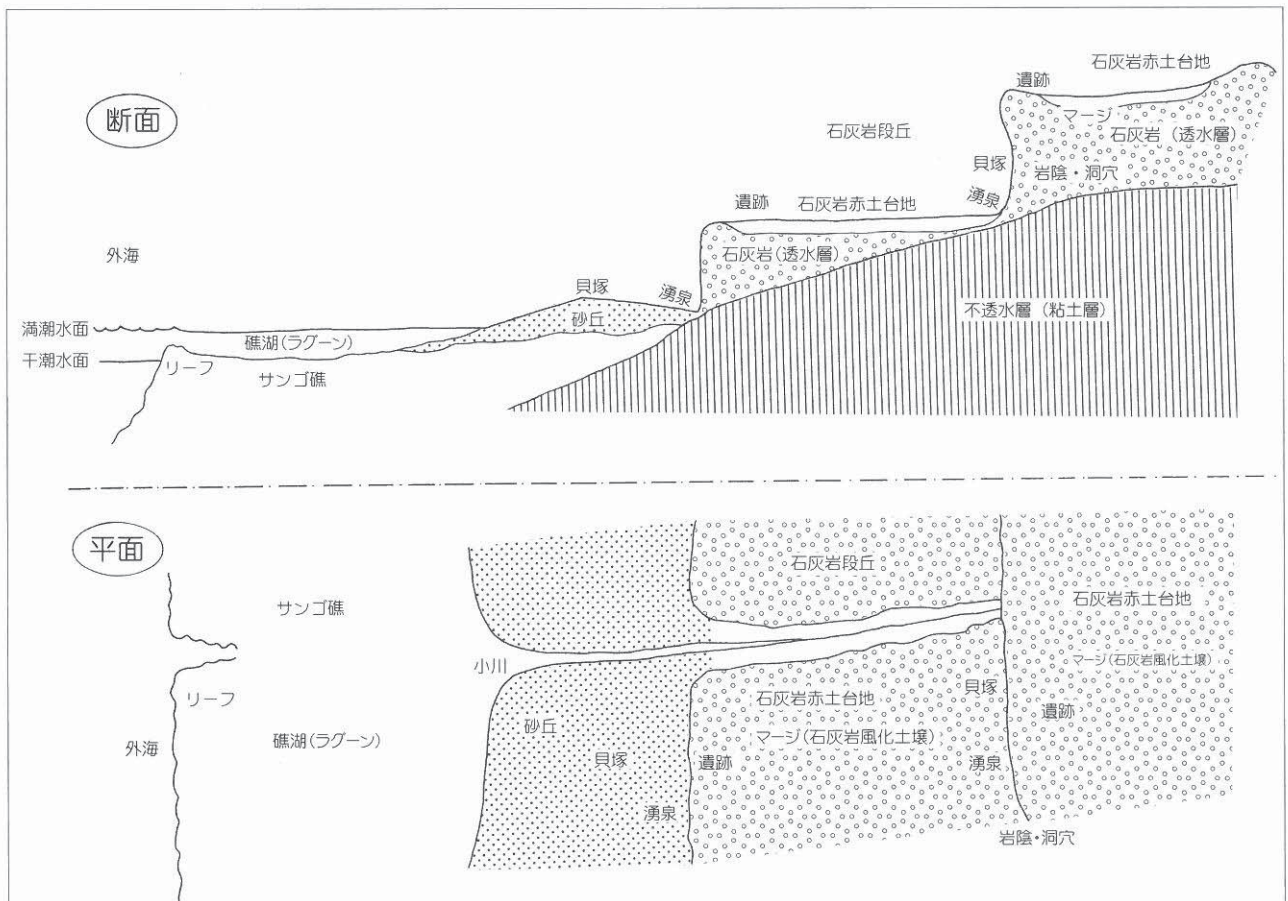 断面
石灰岩赤土台地
遺跡
マージ
石灰岩(透水層)
石灰岩段丘
貝塚
岩陰・洞穴
湧泉
遺跡
石灰岩赤土台地
外海
石灰岩(透水層)
貝塚
湧泉
不透水層(粘土層)
砂丘
満潮水面
礁湖(ラグーン)
干潮水面
リーフ
サンゴ礁
平面
石灰岩段丘
サンゴ礁
石灰岩赤土台地
小川
マージ(石灰岩風化土壌)
リーフ
石灰岩赤土台地
貝塚
遺跡
砂丘
外海
礁湖(ラグーン)
マージ(石灰岩風化土壌)
貝塚
遺跡
湧泉
湧泉
岩陰・洞穴